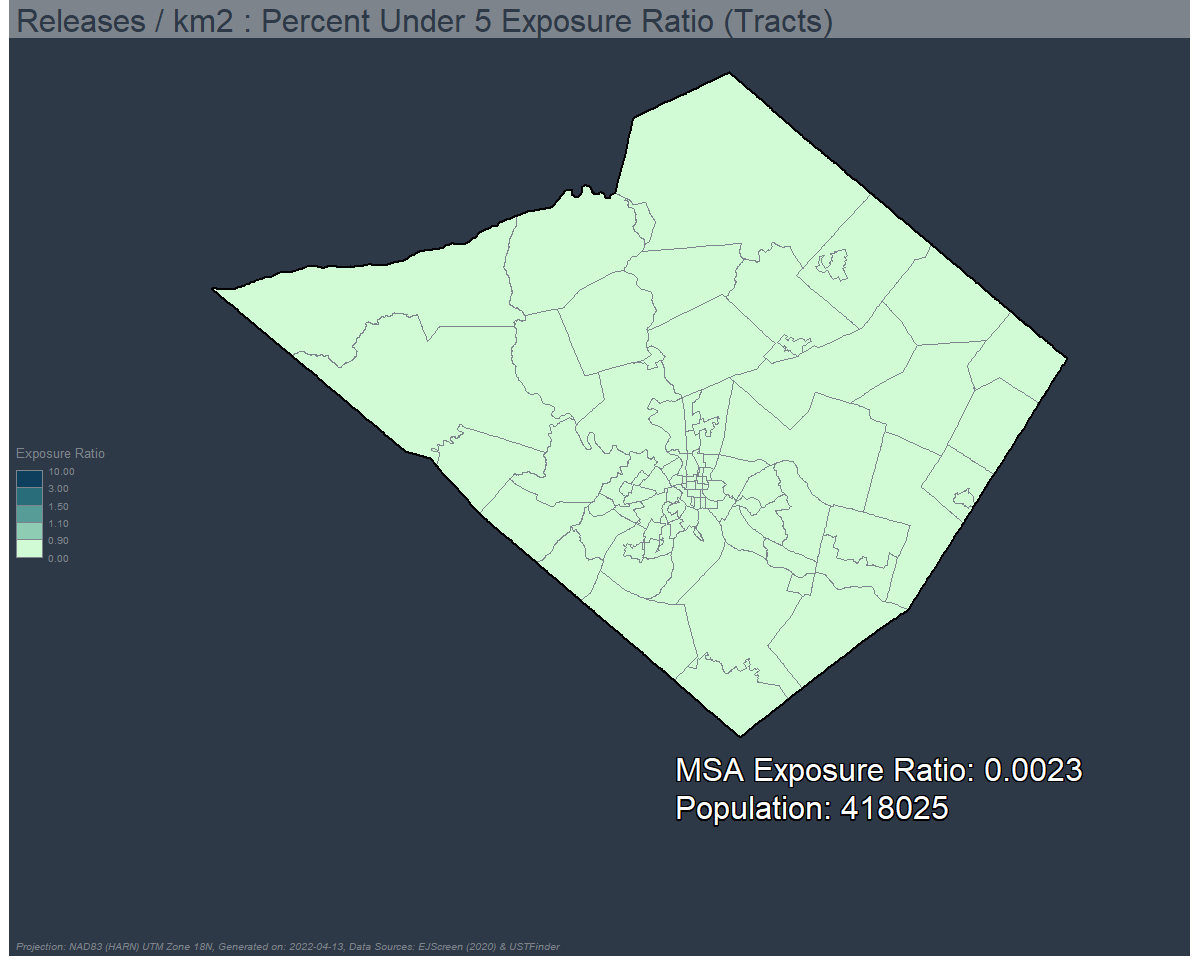 Releases / km2 : Percent Under 5 Exposure Ratio (Tracts)
Exposure Ratio
10.00
3.00
1.50
1.10
0.90
0.00
MSA Exposure Ratio: 0.0023
Population: 418025
Projection: NAD83 (HARN) UTM Zone 18N, Generated on: 2022-04-13, Data Sources: EJScreen (2020) & USTFinder